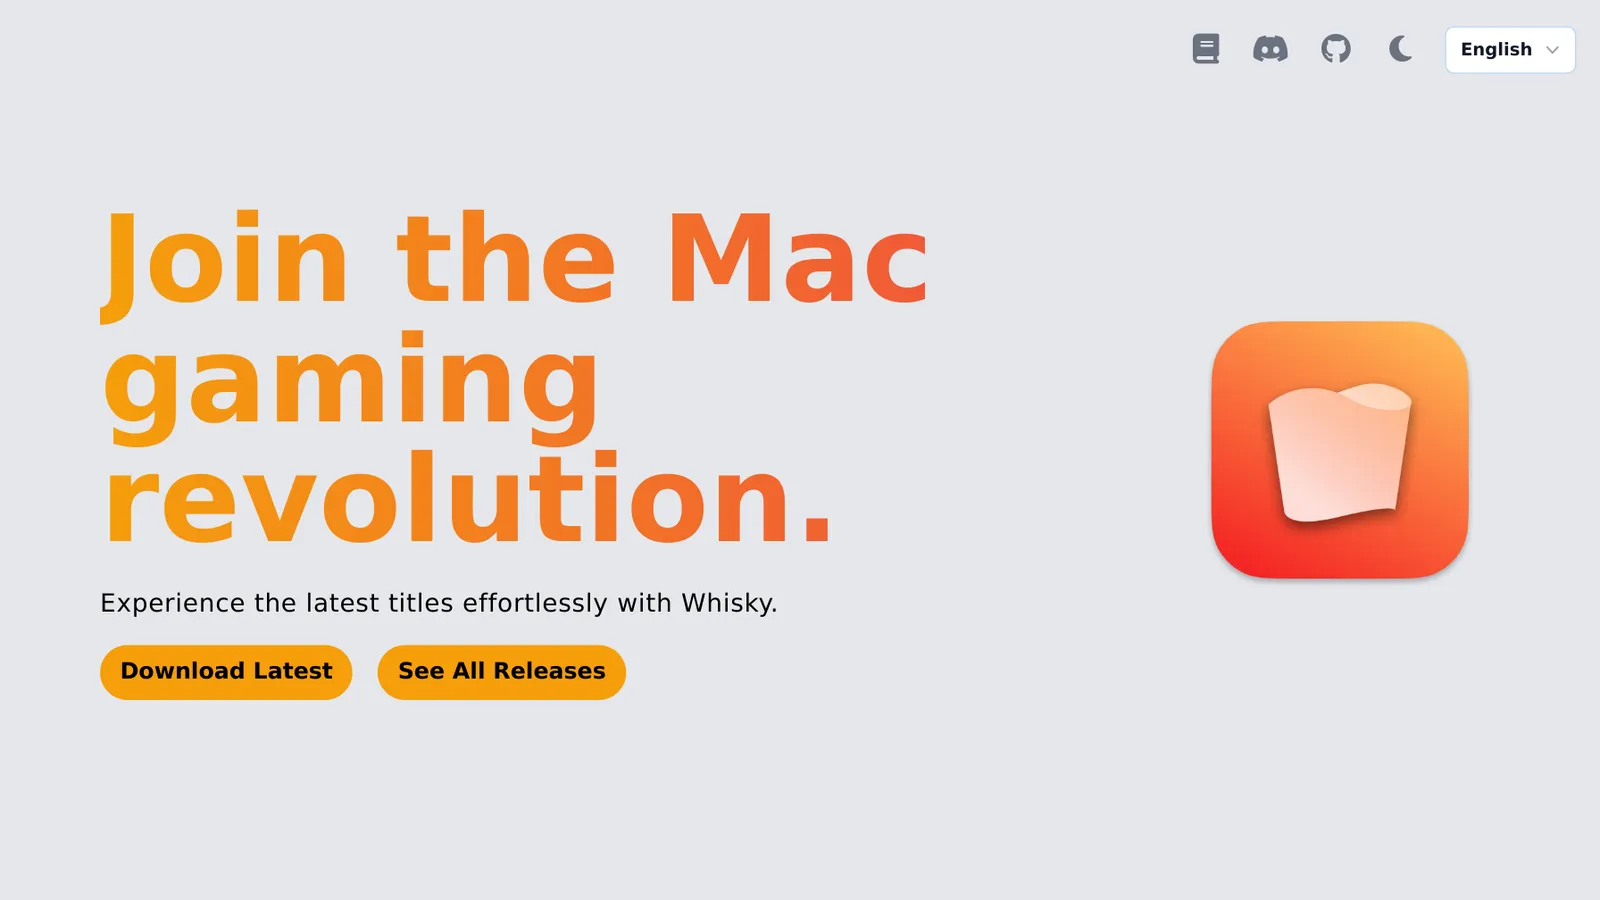 English
Join the Mac
gaming
revolution.
Experience the latest titles effortlessly with Whisky.
Download Latest
See All Releases